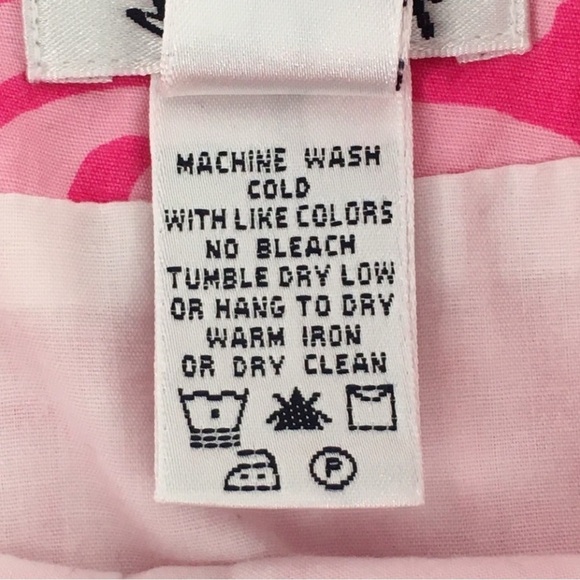 MACHINE WASH
COLD
WITH LIKE COLORS
NO BLEACH
TUMBLE DRY LOW
OR HANG TO DRY
WARM IRON
OR DRY CLEAN
P